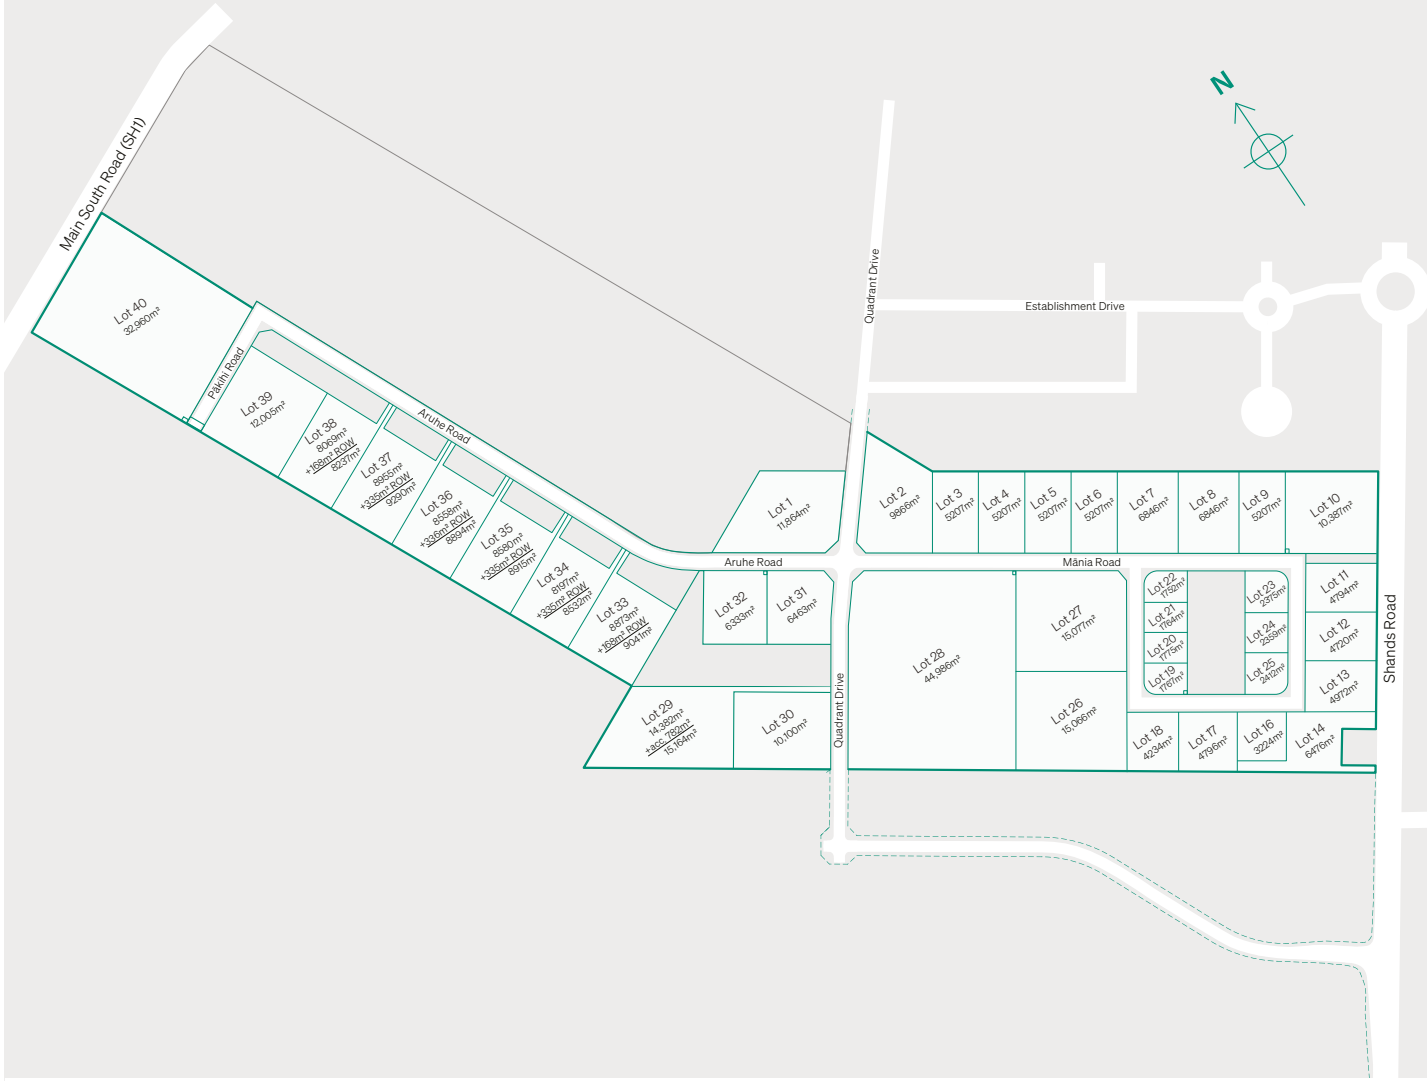 N
Main South Road (SH1)
Quadrant Drive
Establishment Drive
Lot 40
32,960m²
Pākihi Road
Lot 39
12,005m²
Lot 38
8069m²
+168m² ROW
8237m²
Aruhe Road
Lot 37
8955m²
+335m² ROW
9290m²
Lot 36
8558m²
+336m² ROW
8894m²
Lot 35
8580m²
+335m² ROW
8915m²
Lot 34
8197m²
+335m² ROW
8532m²
Lot 33
8873m²
+168m² ROW
9041m²
Lot 1
11,864m²
Lot 2
9866m²
Lot 3
5207m²
Lot 4
5207m²
Lot 5
5207m²
Lot 6
5207m²
Lot 7
6846m²
Lot 8
6846m²
Lot 9
5207m²
Lot 10
10,387m²
Aruhe Road
Mānia Road
Lot 32
6333m²
Lot 31
6463m²
Lot 28
44,986m²
Lot 27
15,077m²
Lot 22
1752m²
Lot 21
1764m²
Lot 20
1775m²
Lot 19
1767m²
Lot 23
2375m²
Lot 24
2359m²
Lot 25
2412m²
Lot 11
4794m²
Lot 12
4720m²
Lot 13
4972m²
Shands Road
Lot 29
14,382m²
+acc. 782m²
15,164m²
Lot 30
10,100m²
Quadrant Drive
Lot 26
15,066m²
Lot 18
4234m²
Lot 17
4796m²
Lot 16
3224m²
Lot 14
6476m²